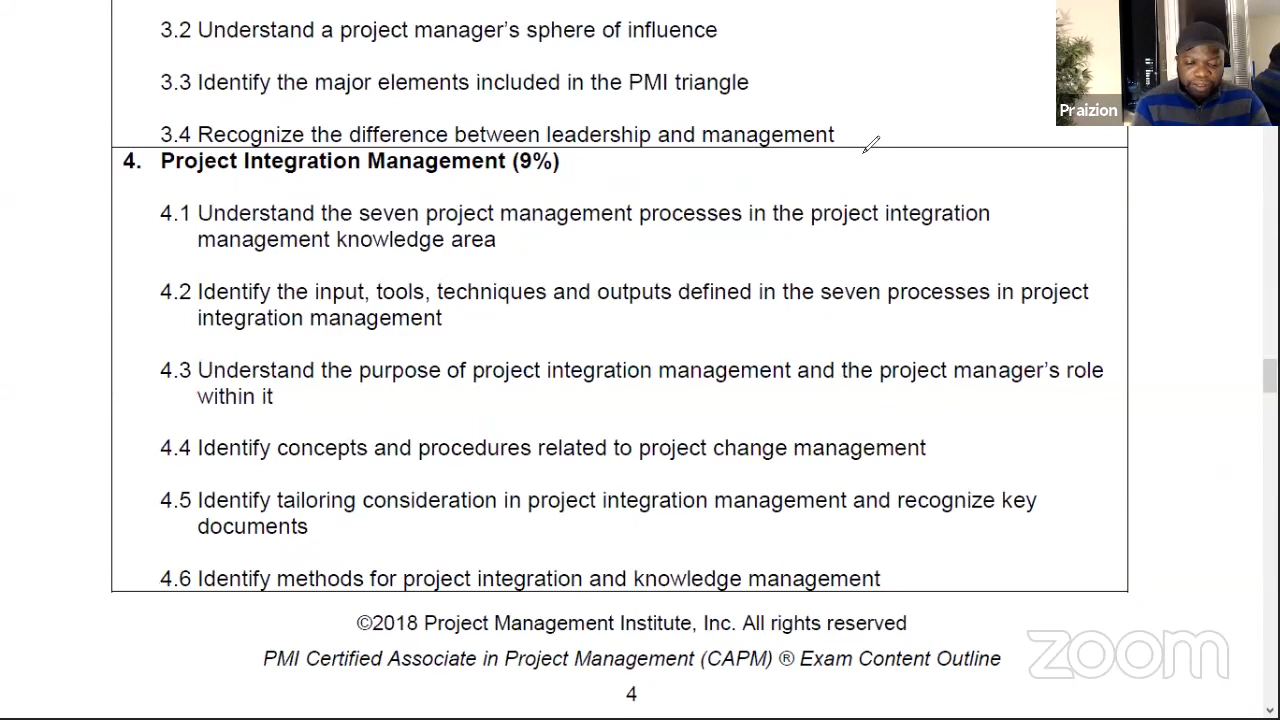 3.2 Understand a project manager's sphere of influence
3.3 Identify the major elements included in the PMI triangle
3.4 Recognize the difference between leadership and management
4. Project Integration Management (9%)
4.1 Understand the seven project management processes in the project integration
management knowledge area
4.2 Identify the input, tools, techniques and outputs defined in the seven processes in project
integration management
4.3 Understand the purpose of project integration management and the project manager's role
within it
4.4 Identify concepts and procedures related to project change management
4.5 Identify tailoring consideration in project integration management and recognize key
documents
4.6 Identify methods for project integration and knowledge management
©2018 Project Management Institute, Inc. All rights reserved
PMI Certified Associate in Project Management (CAPM) ® Exam Content Outline
4
Praizion
zoom